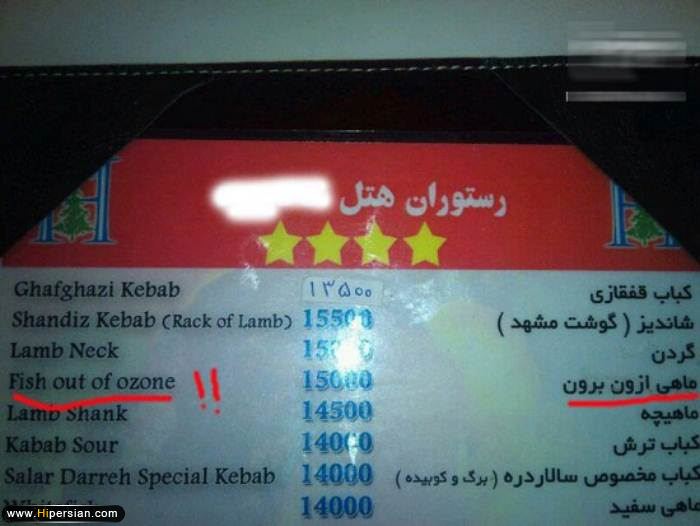 رستوران هتل
Ghafghazi Kebab ۱۳۵۰۰ کباب قفقازی
Shandiz Kebab (Rack of Lamb) 15500 شاندیز ( گوشت مشهد )
Lamb Neck گردن
Fish out of ozone !! 15000 ماهی ازون برون
Lamb Shank 14500 ماهیچه
Kabab Sour 14000 کباب ترش
Salar Darreh Special Kebab 14000 کباب مخصوص سالاردره ( برگ و کوبیده )
14000 ماهی سفید
www.Hipersian.com